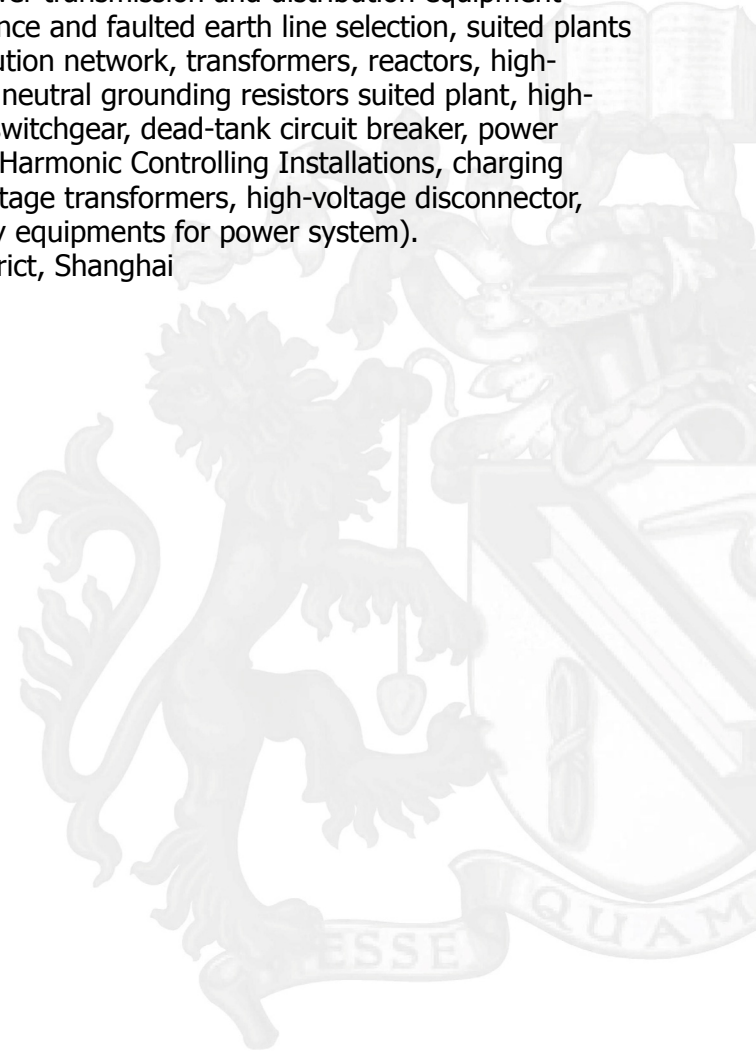 ver transmission and distribution equipment
nce and faulted earth line selection, suited plants
ution network, transformers, reactors, high-
neutral grounding resistors suited plant, high-
switchgear, dead-tank circuit breaker, power
Harmonic Controlling Installations, charging
tage transformers, high-voltage disconnector,
y equipments for power system).
rict, Shanghai
ESSE
QUAM